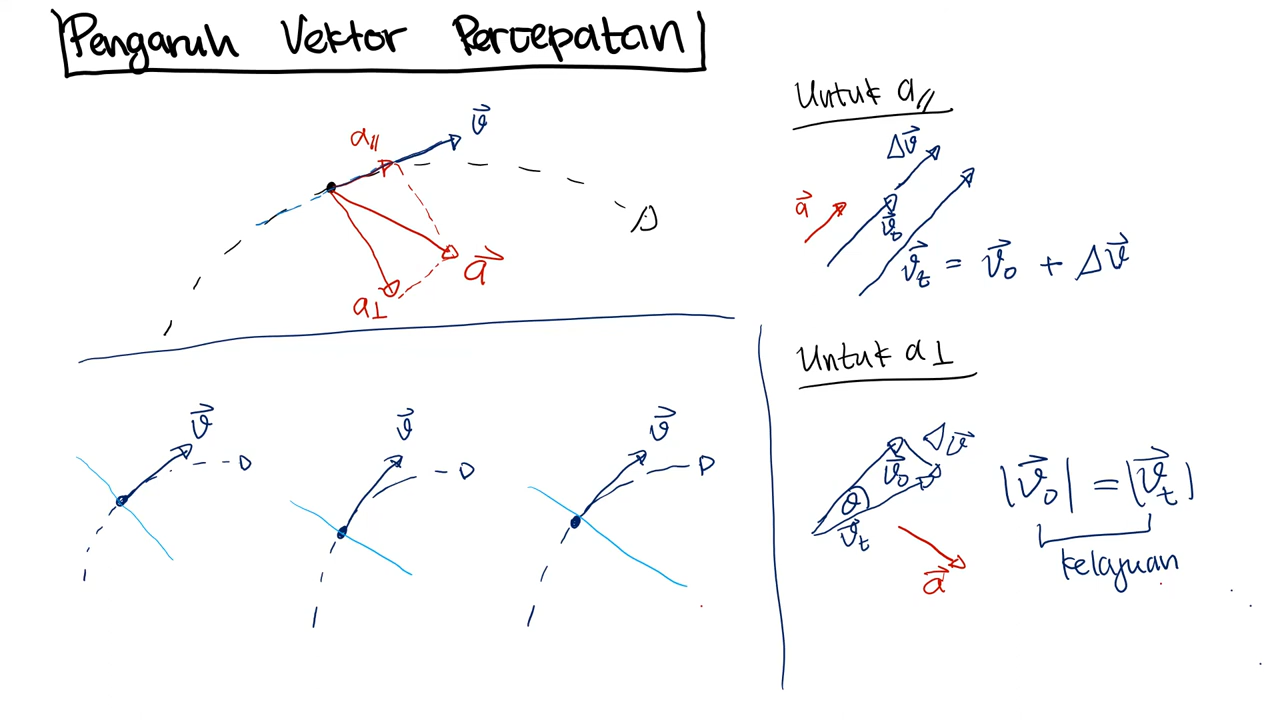 Pengaruh Vektor Percepatan
a∥
v⃗
a⃗
a⊥
Untuk a∥
Δv⃗
a⃗
v⃗₀
v⃗ₜ = v⃗₀ + Δv⃗
Untuk a⊥
Δv⃗
v⃗₀
θ
v⃗ₜ
a⃗
|v⃗₀| = |v⃗ₜ|
kelajuan
v⃗
v⃗
v⃗